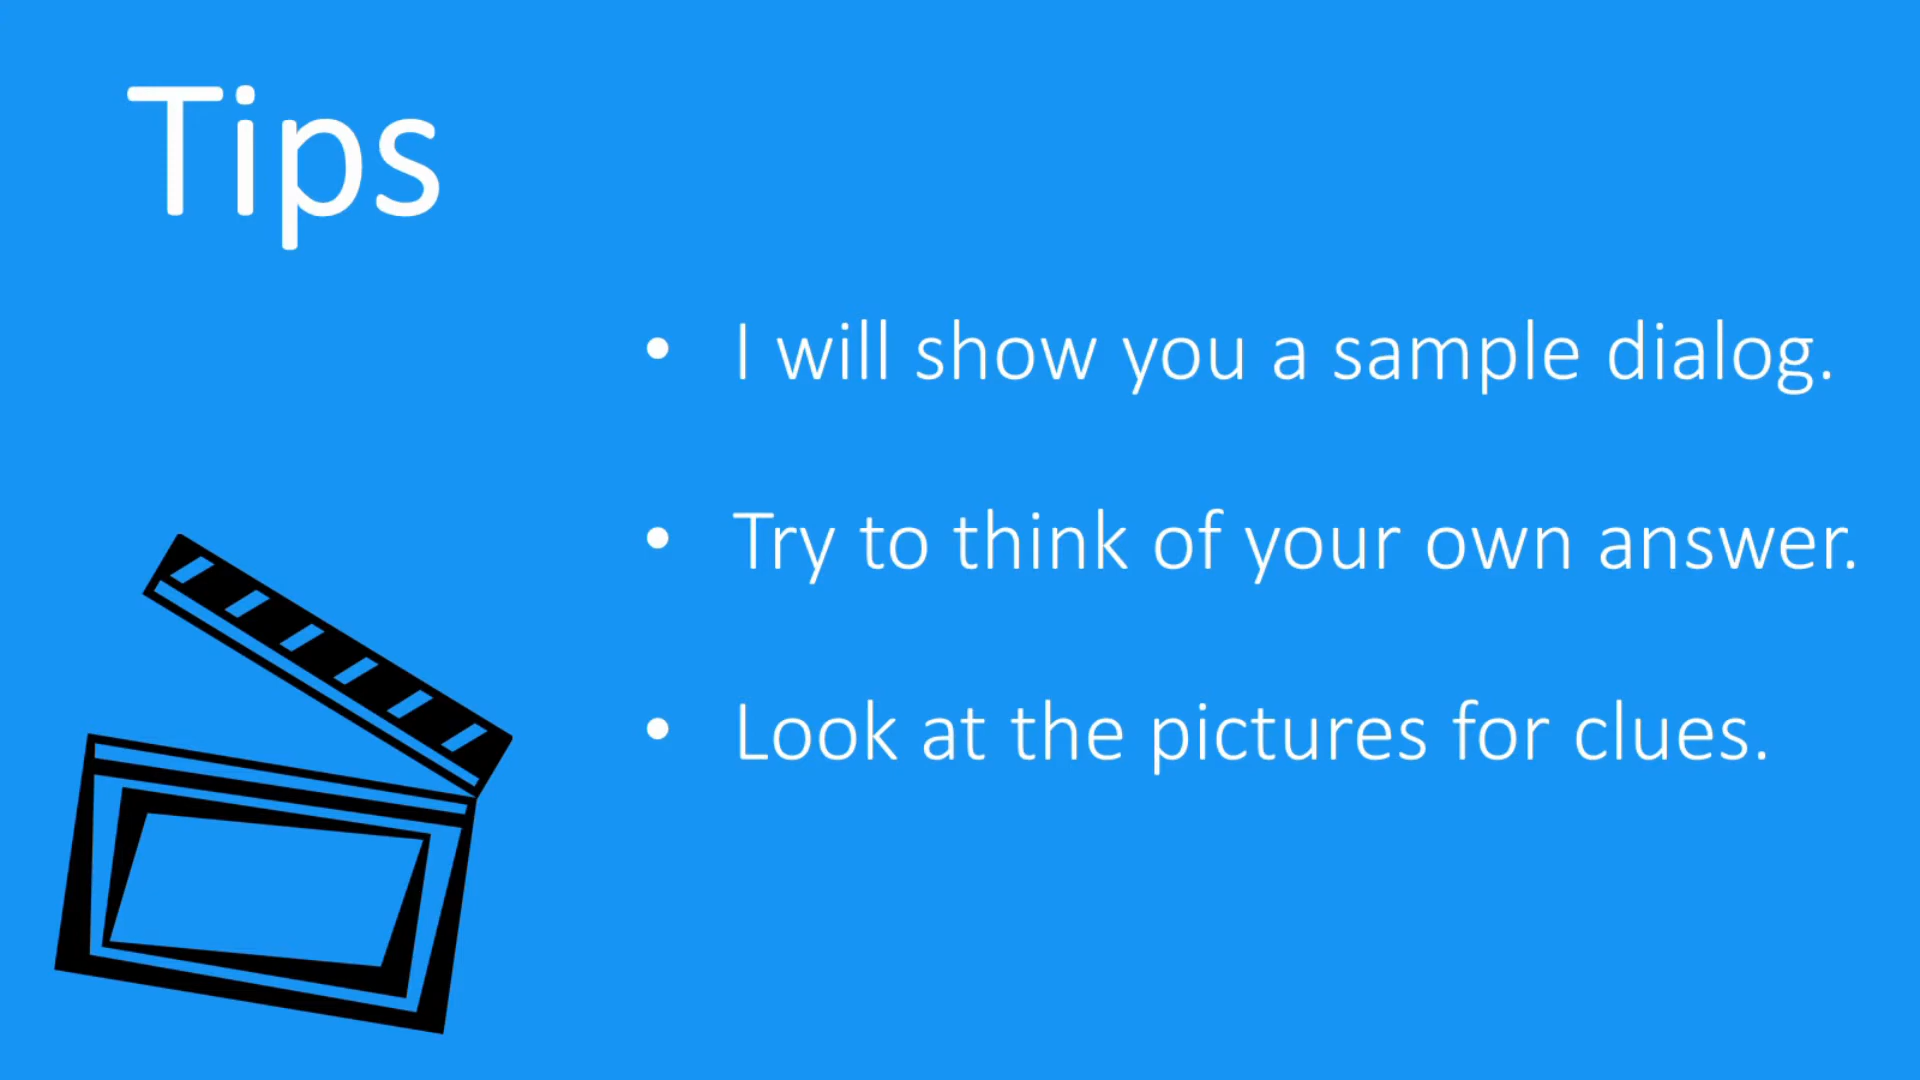 Tips
• I will show you a sample dialog.
• Try to think of your own answer.
• Look at the pictures for clues.